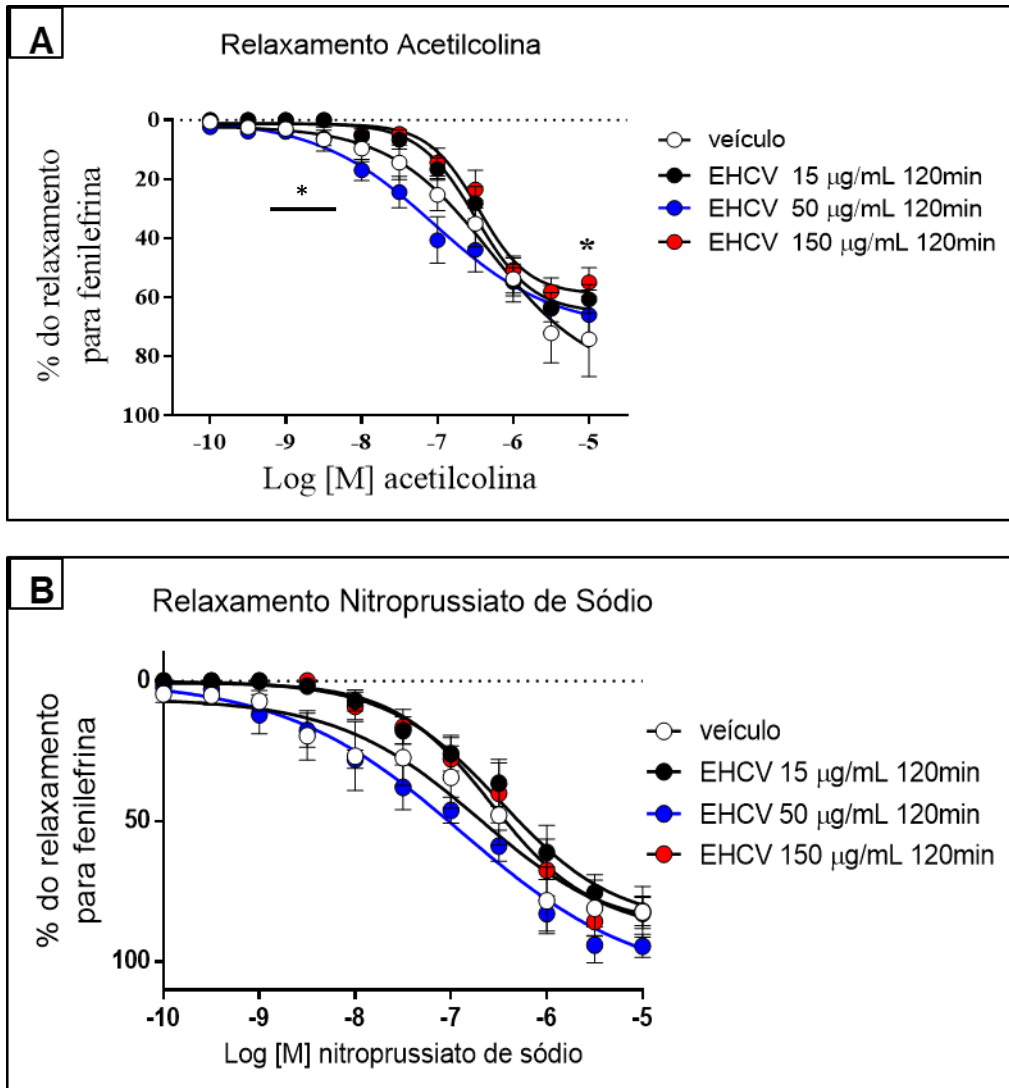 A
Relaxamento Acetilcolina
0
20
40
60
80
100
% do relaxamento
para fenilefrina
*
*
-10 -9 -8 -7 -6 -5
Log [M] acetilcolina
veículo
EHCV 15 µg/mL 120min
EHCV 50 µg/mL 120min
EHCV 150 µg/mL 120min
B
Relaxamento Nitroprussiato de Sódio
0
50
100
% do relaxamento
para fenilefrina
-10 -9 -8 -7 -6 -5
Log [M] nitroprussiato de sódio
veículo
EHCV 15 µg/mL 120min
EHCV 50 µg/mL 120min
EHCV 150 µg/mL 120min